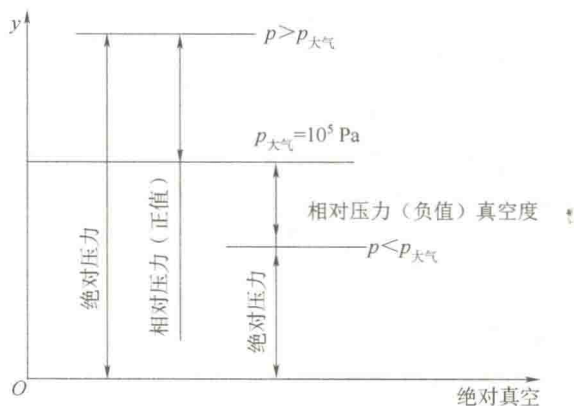 y
p>p大气
p大气=10⁵ Pa
相对压力（负值）真空度
p<p大气
绝对压力
相对压力（正值）
绝对压力
O
绝对真空